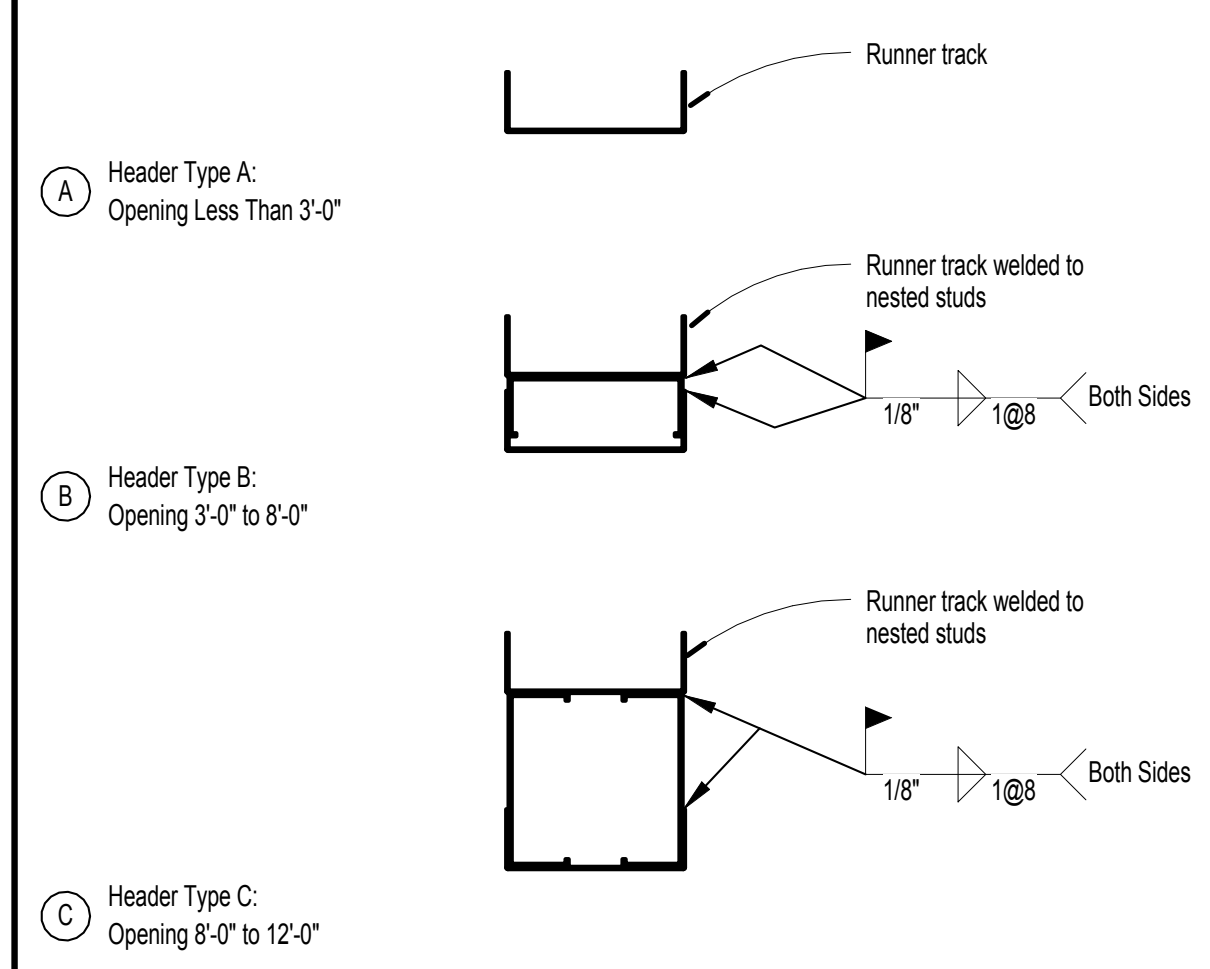 Runner track
A
Header Type A:
Opening Less Than 3'-0"
Runner track welded to
nested studs
1/8"
1@8
Both Sides
B
Header Type B:
Opening 3'-0" to 8'-0"
Runner track welded to
nested studs
1/8"
1@8
Both Sides
C
Header Type C:
Opening 8'-0" to 12'-0"